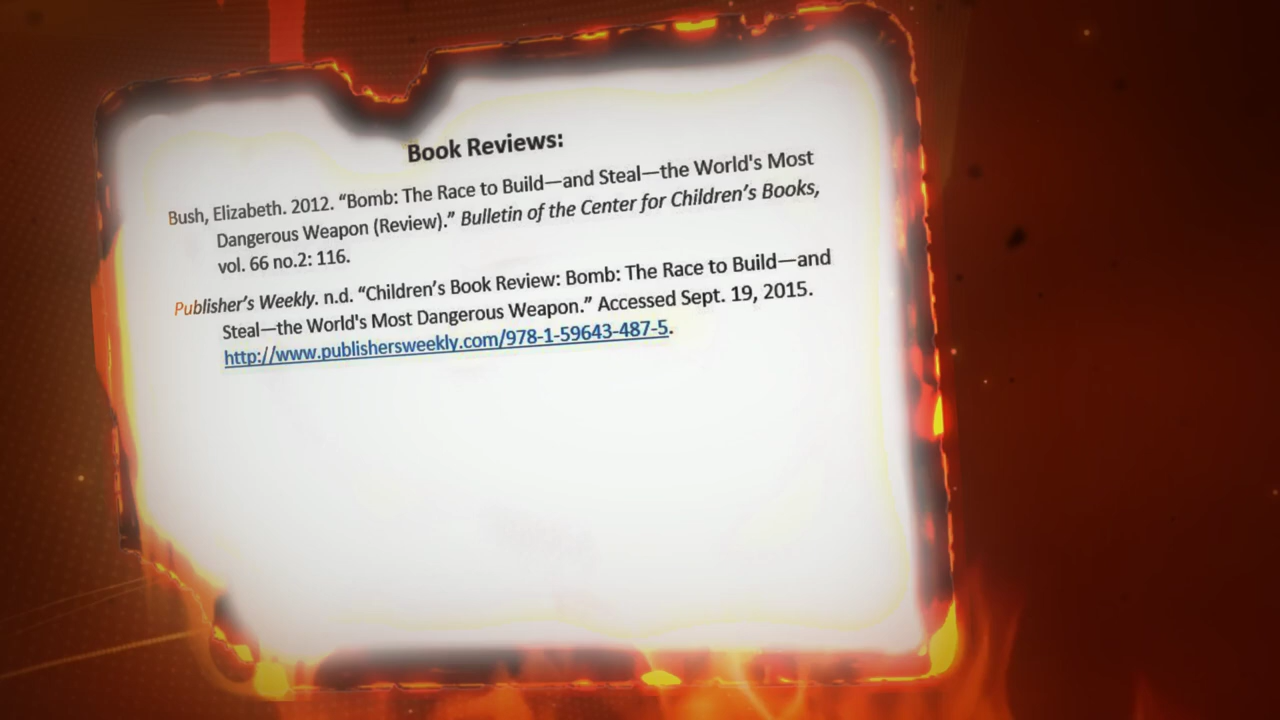 Book Reviews:
Bush, Elizabeth. 2012. “Bomb: The Race to Build—and Steal—the World's Most
Dangerous Weapon (Review).” Bulletin of the Center for Children’s Books,
vol. 66 no.2: 116.
Publisher’s Weekly. n.d. “Children’s Book Review: Bomb: The Race to Build—and
Steal—the World's Most Dangerous Weapon.” Accessed Sept. 19, 2015.
http://www.publishersweekly.com/978-1-59643-487-5.